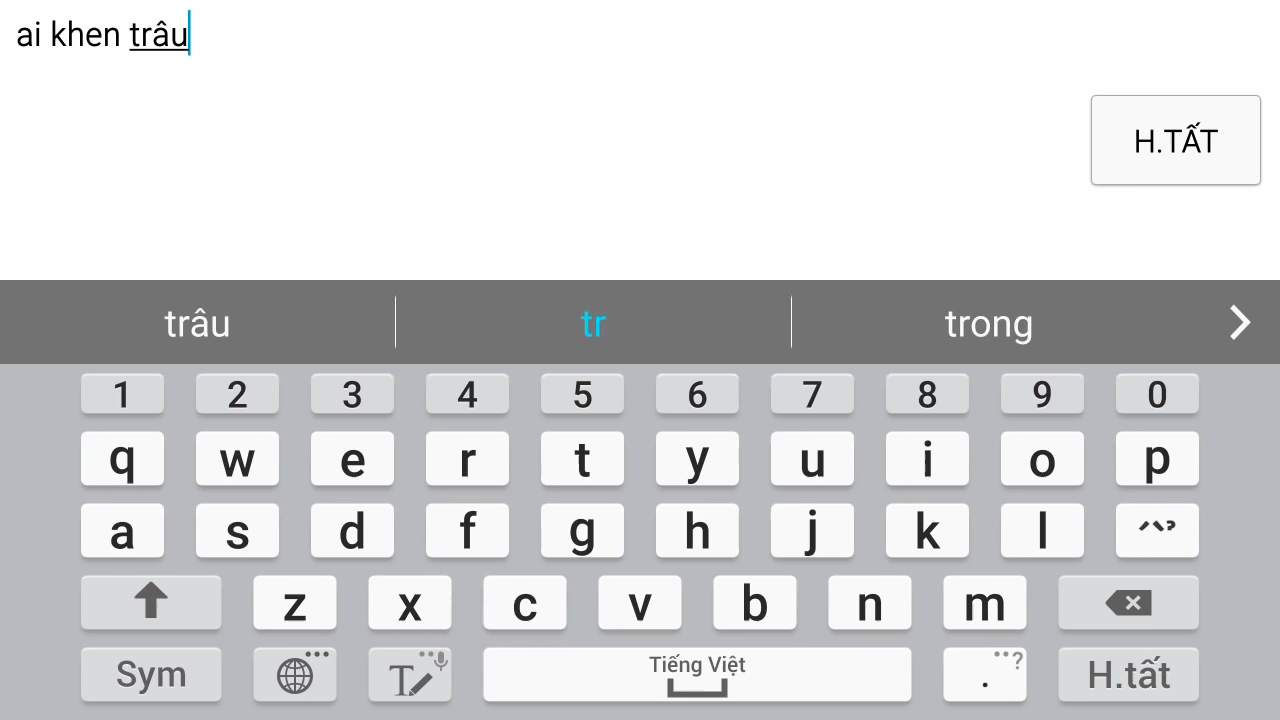 ai khen trâu
H.TẤT
trâu tr trong
1 2 3 4 5 6 7 8 9 0
q w e r t y u i o p
a s d f g h j k l
z x c v b n m
Sym T Tiếng Việt . ? H.tất